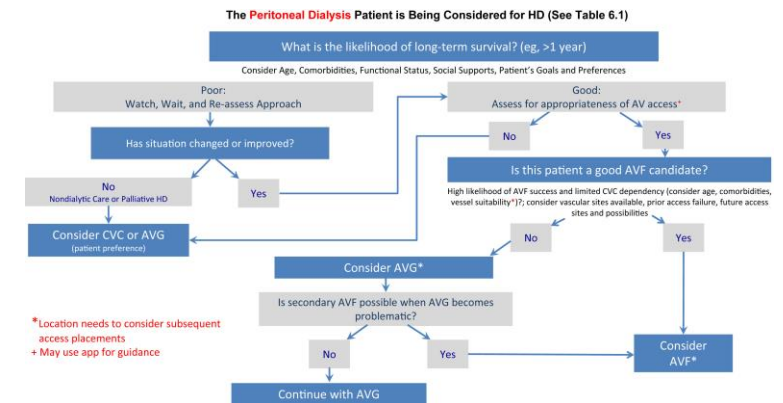 The Peritoneal Dialysis Patient is Being Considered for HD (See Table 6.1)
What is the likelihood of long-term survival? (eg, >1 year)
Consider Age, Comorbidities, Functional Status, Social Supports, Patient's Goals and Preferences
Poor:
Watch, Wait, and Re-assess Approach
Good:
Assess for appropriateness of AV access+
Has situation changed or improved?
No
Yes
Is this patient a good AVF candidate?
No
Nondialytic Care or Palliative HD
Yes
High likelihood of AVF success and limited CVC dependency (consider age, comorbidities,
vessel suitability*)?; consider vascular sites available, prior access failure, future access
sites and possibilities
Consider CVC or AVG
(patient preference)
No
Yes
Consider AVG*
Is secondary AVF possible when AVG becomes
problematic?
*Location needs to consider subsequent
access placements
+ May use app for guidance
No
Yes
Consider
AVF*
Continue with AVG